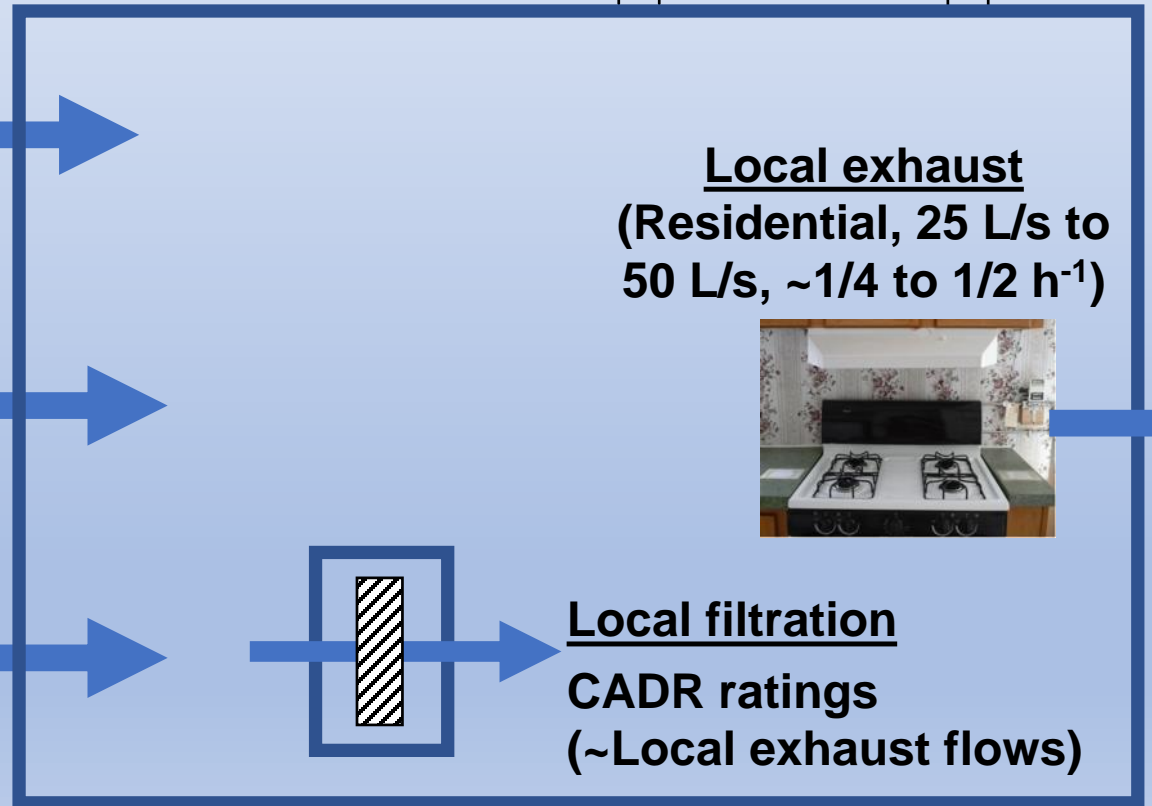 Local exhaust
(Residential, 25 L/s to
50 L/s, ~1/4 to 1/2 h-1)
Local filtration
CADR ratings
(~Local exhaust flows)